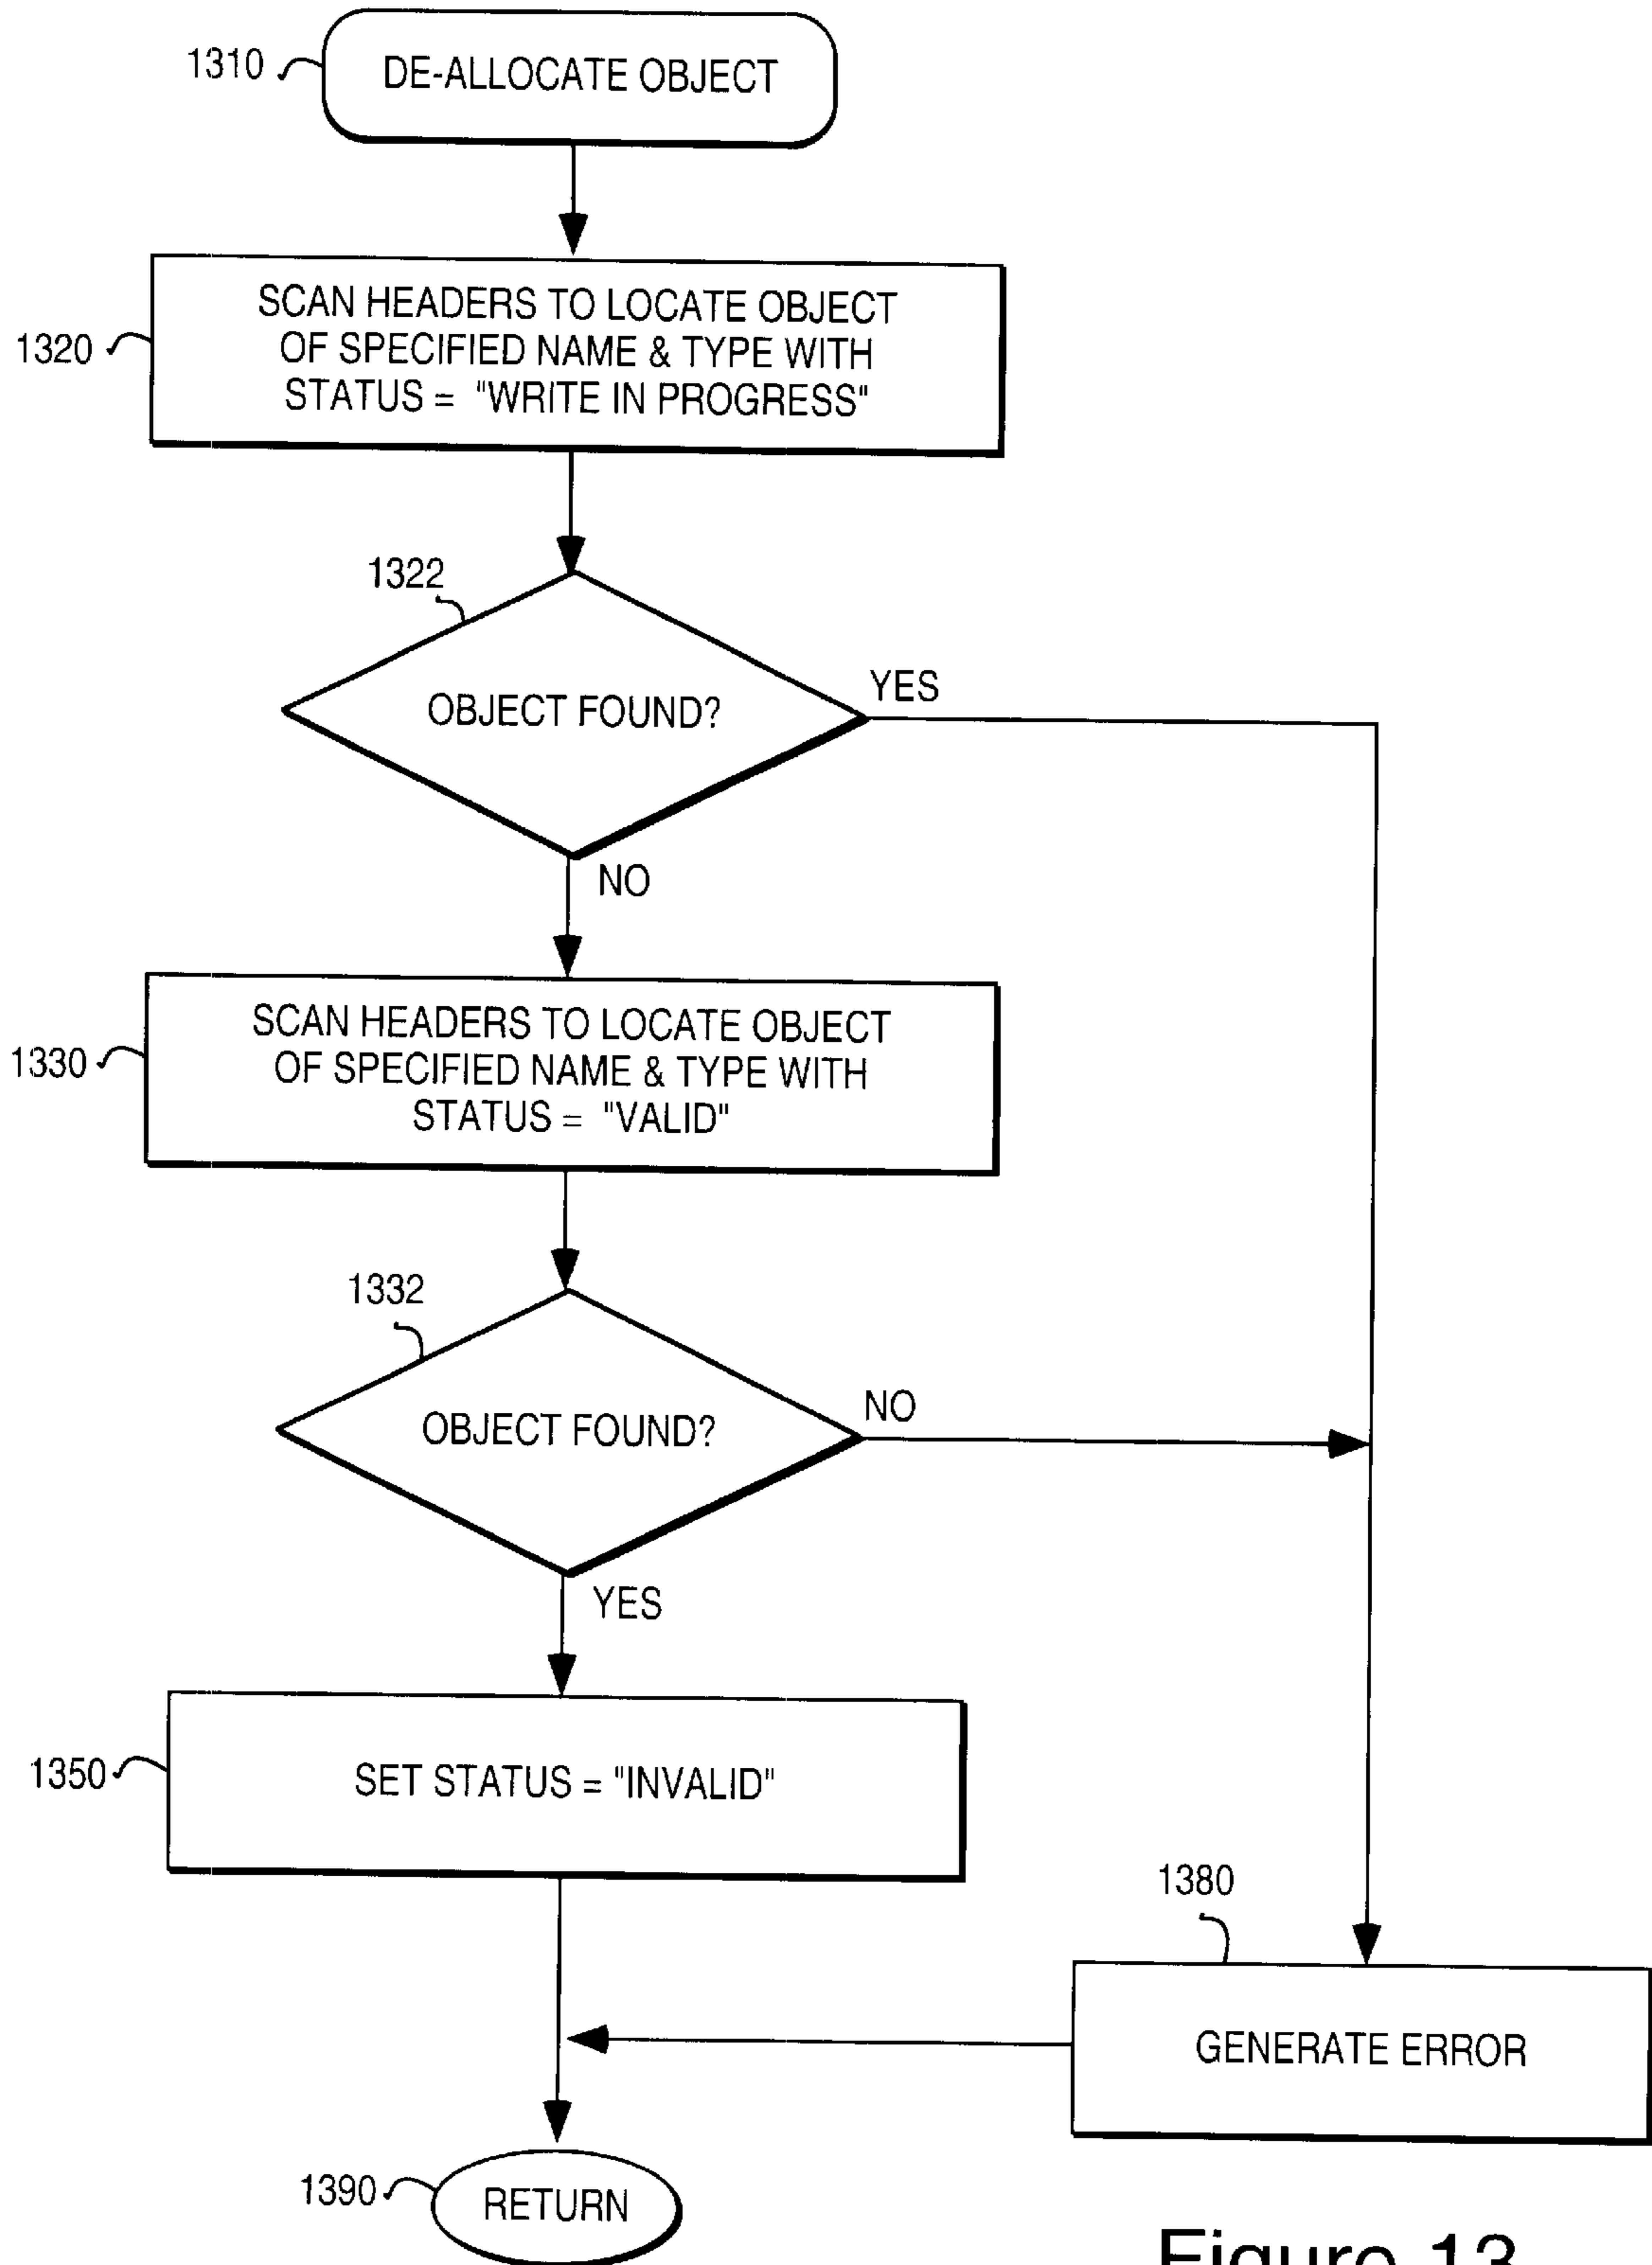 1310
DE-ALLOCATE OBJECT
1320
SCAN HEADERS TO LOCATE OBJECT
OF SPECIFIED NAME & TYPE WITH
STATUS = "WRITE IN PROGRESS"
1322
OBJECT FOUND?
YES
NO
1330
SCAN HEADERS TO LOCATE OBJECT
OF SPECIFIED NAME & TYPE WITH
STATUS = "VALID"
1332
OBJECT FOUND?
NO
YES
1350
SET STATUS = "INVALID"
1380
GENERATE ERROR
1390
RETURN
Figure 13